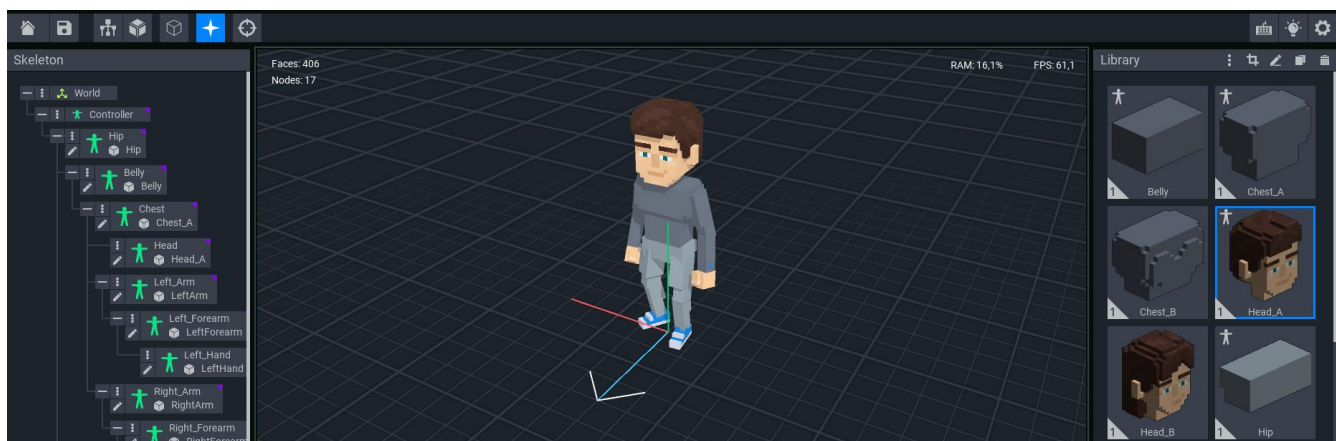 Skeleton
World
Controller
Hip
Hip
Belly
Belly
Chest
Chest_A
Head
Head_A
Left_Arm
LeftArm
Left_Forearm
LeftForearm
Left_Hand
LeftHand
Right_Arm
RightArm
Right_Forearm
RightForearm
Faces: 406
Nodes: 17
RAM: 16,1% FPS: 61,1
Library
1 Belly
1 Chest_A
1 Chest_B
1 Head_A
1 Head_B
1 Hip